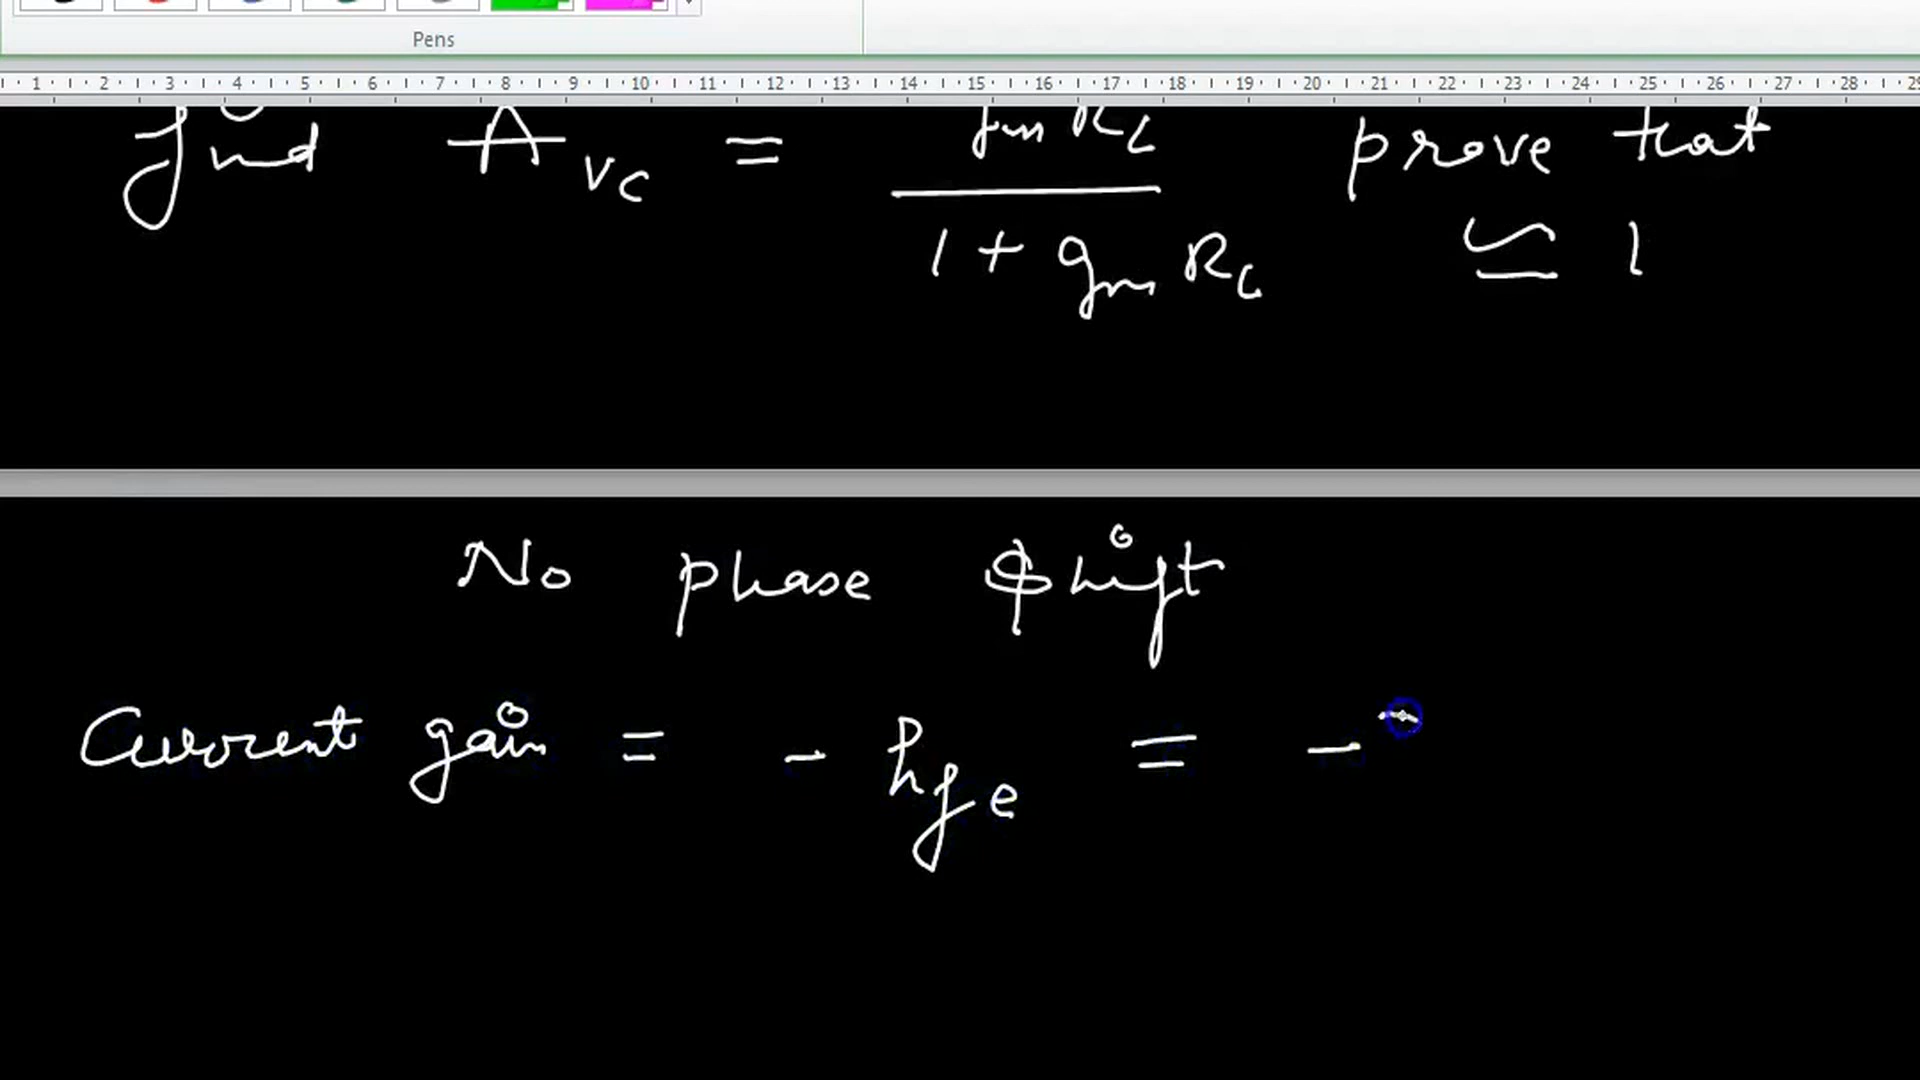 Pens
1 2 3 4 5 6 7 8 9 10 11 12 13 14 15 16 17 18 19 20 21 22 23 24 25 26 27 28 29
find A_VC = gm RL / 1 + gm RL prove that ≃ 1
No phase shift
Current gain = - hfe = -